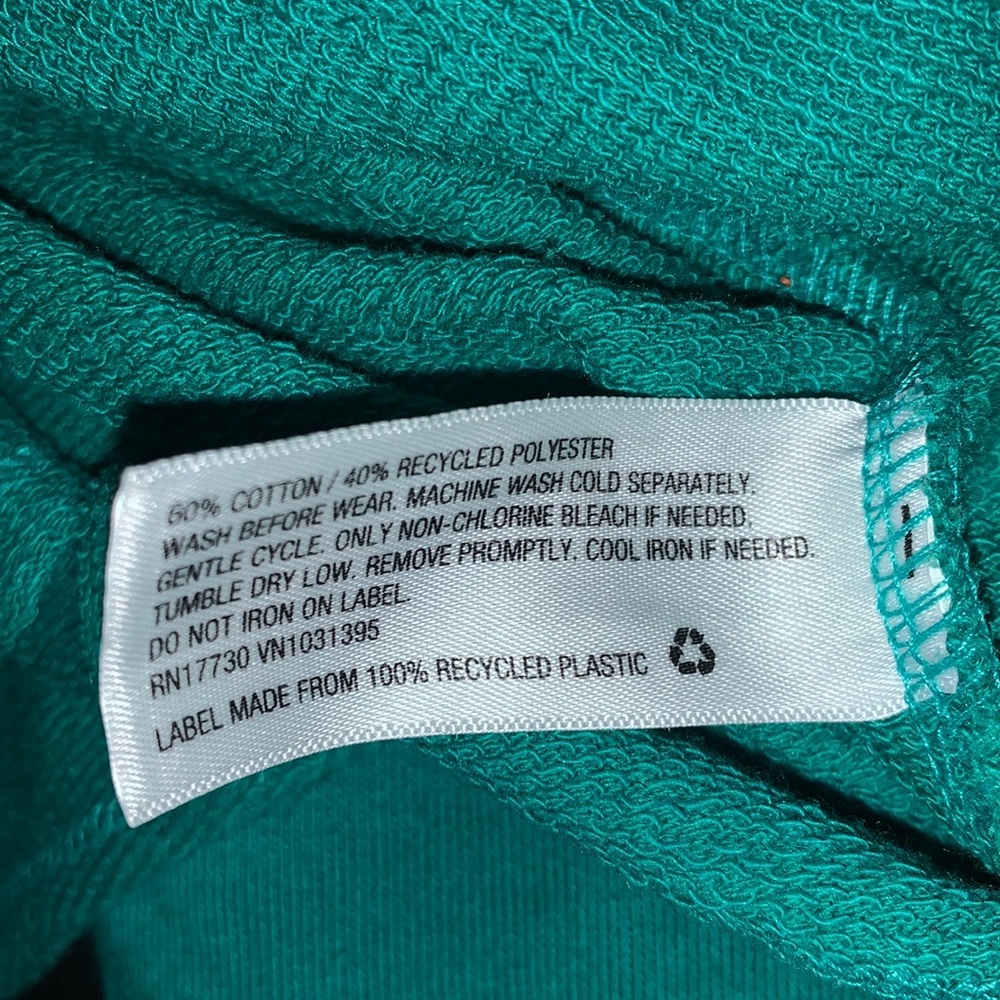 60% COTTON / 40% RECYCLED POLYESTER
WASH BEFORE WEAR. MACHINE WASH COLD SEPARATELY.
GENTLE CYCLE. ONLY NON-CHLORINE BLEACH IF NEEDED.
TUMBLE DRY LOW. REMOVE PROMPTLY. COOL IRON IF NEEDED.
DO NOT IRON ON LABEL.
RN17730 VN1031395
LABEL MADE FROM 100% RECYCLED PLASTIC